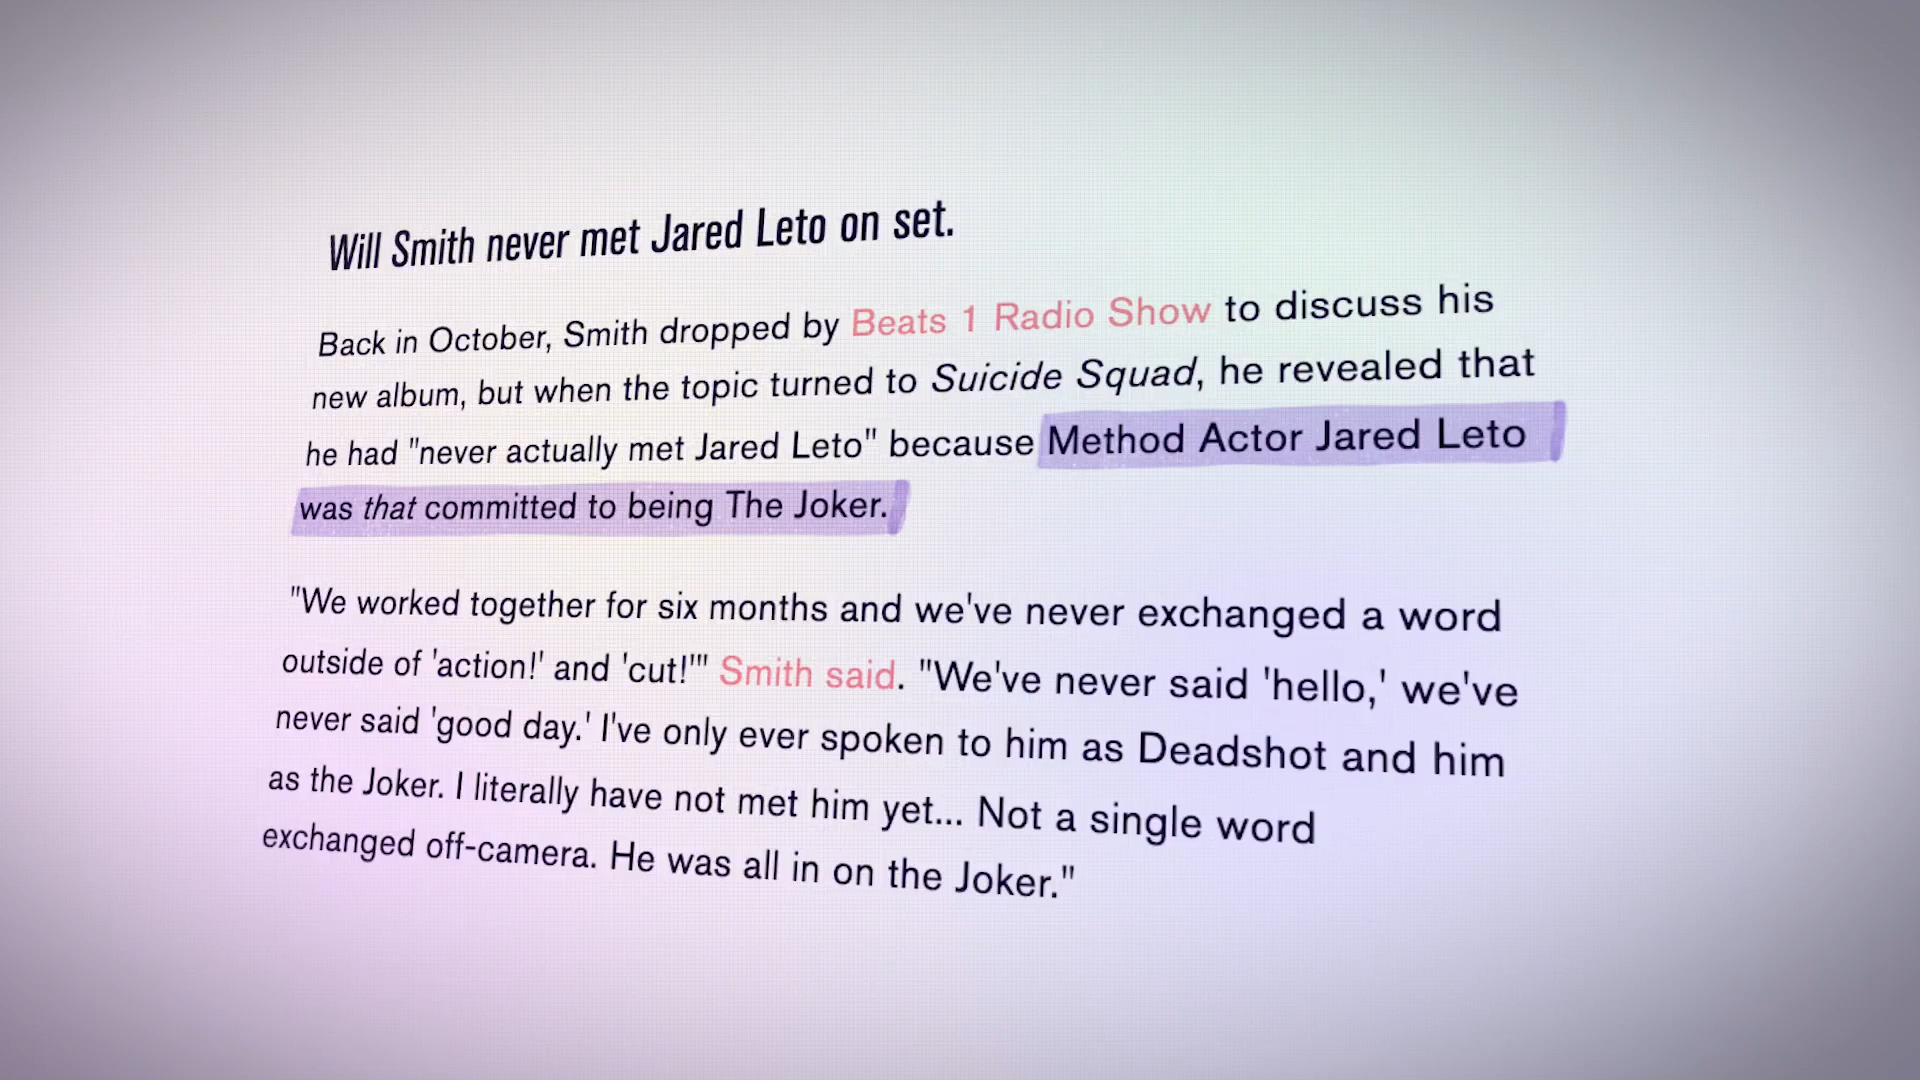 Will Smith never met Jared Leto on set.
Back in October, Smith dropped by Beats 1 Radio Show to discuss his
new album, but when the topic turned to Suicide Squad, he revealed that
he had "never actually met Jared Leto" because Method Actor Jared Leto
was that committed to being The Joker.
"We worked together for six months and we've never exchanged a word
outside of 'action!' and 'cut!'" Smith said. "We've never said 'hello,' we've
never said 'good day.' I've only ever spoken to him as Deadshot and him
as the Joker. I literally have not met him yet... Not a single word
exchanged off-camera. He was all in on the Joker."